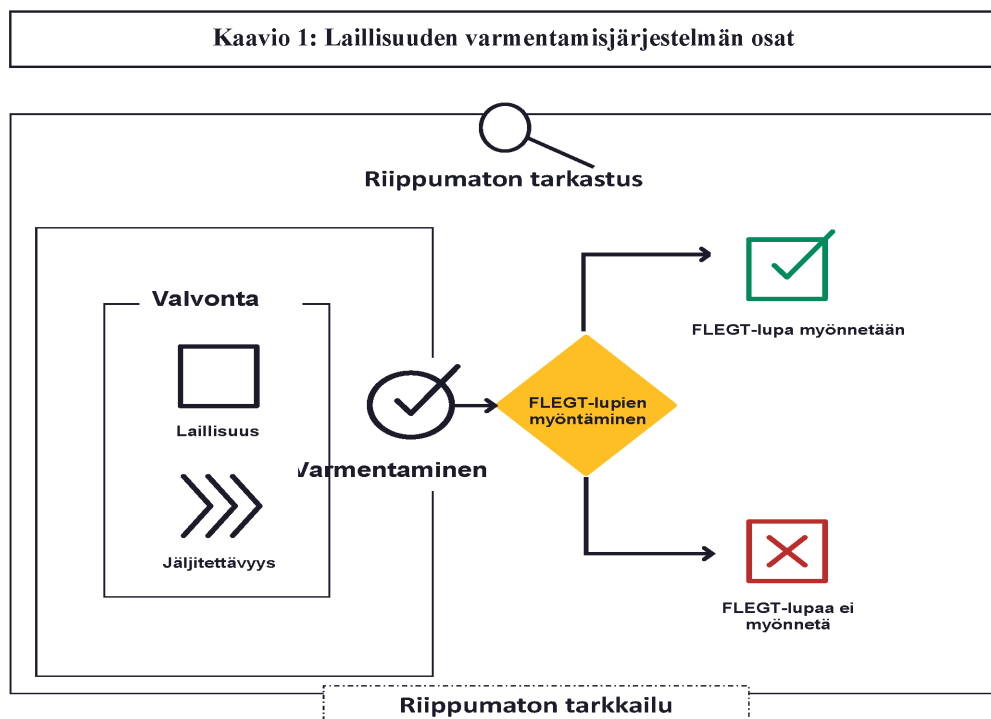 Kaavio 1: Laillisuuden varmentamisjärjestelmän osat
Riippumaton tarkastus
Valvonta
Laillisuus
Jäljitettävyys
Varmentaminen
FLEGT-lupien
myöntäminen
FLEGT-lupa myönnetään
FLEGT-lupaa ei
myönnetä
Riippumaton tarkkailu